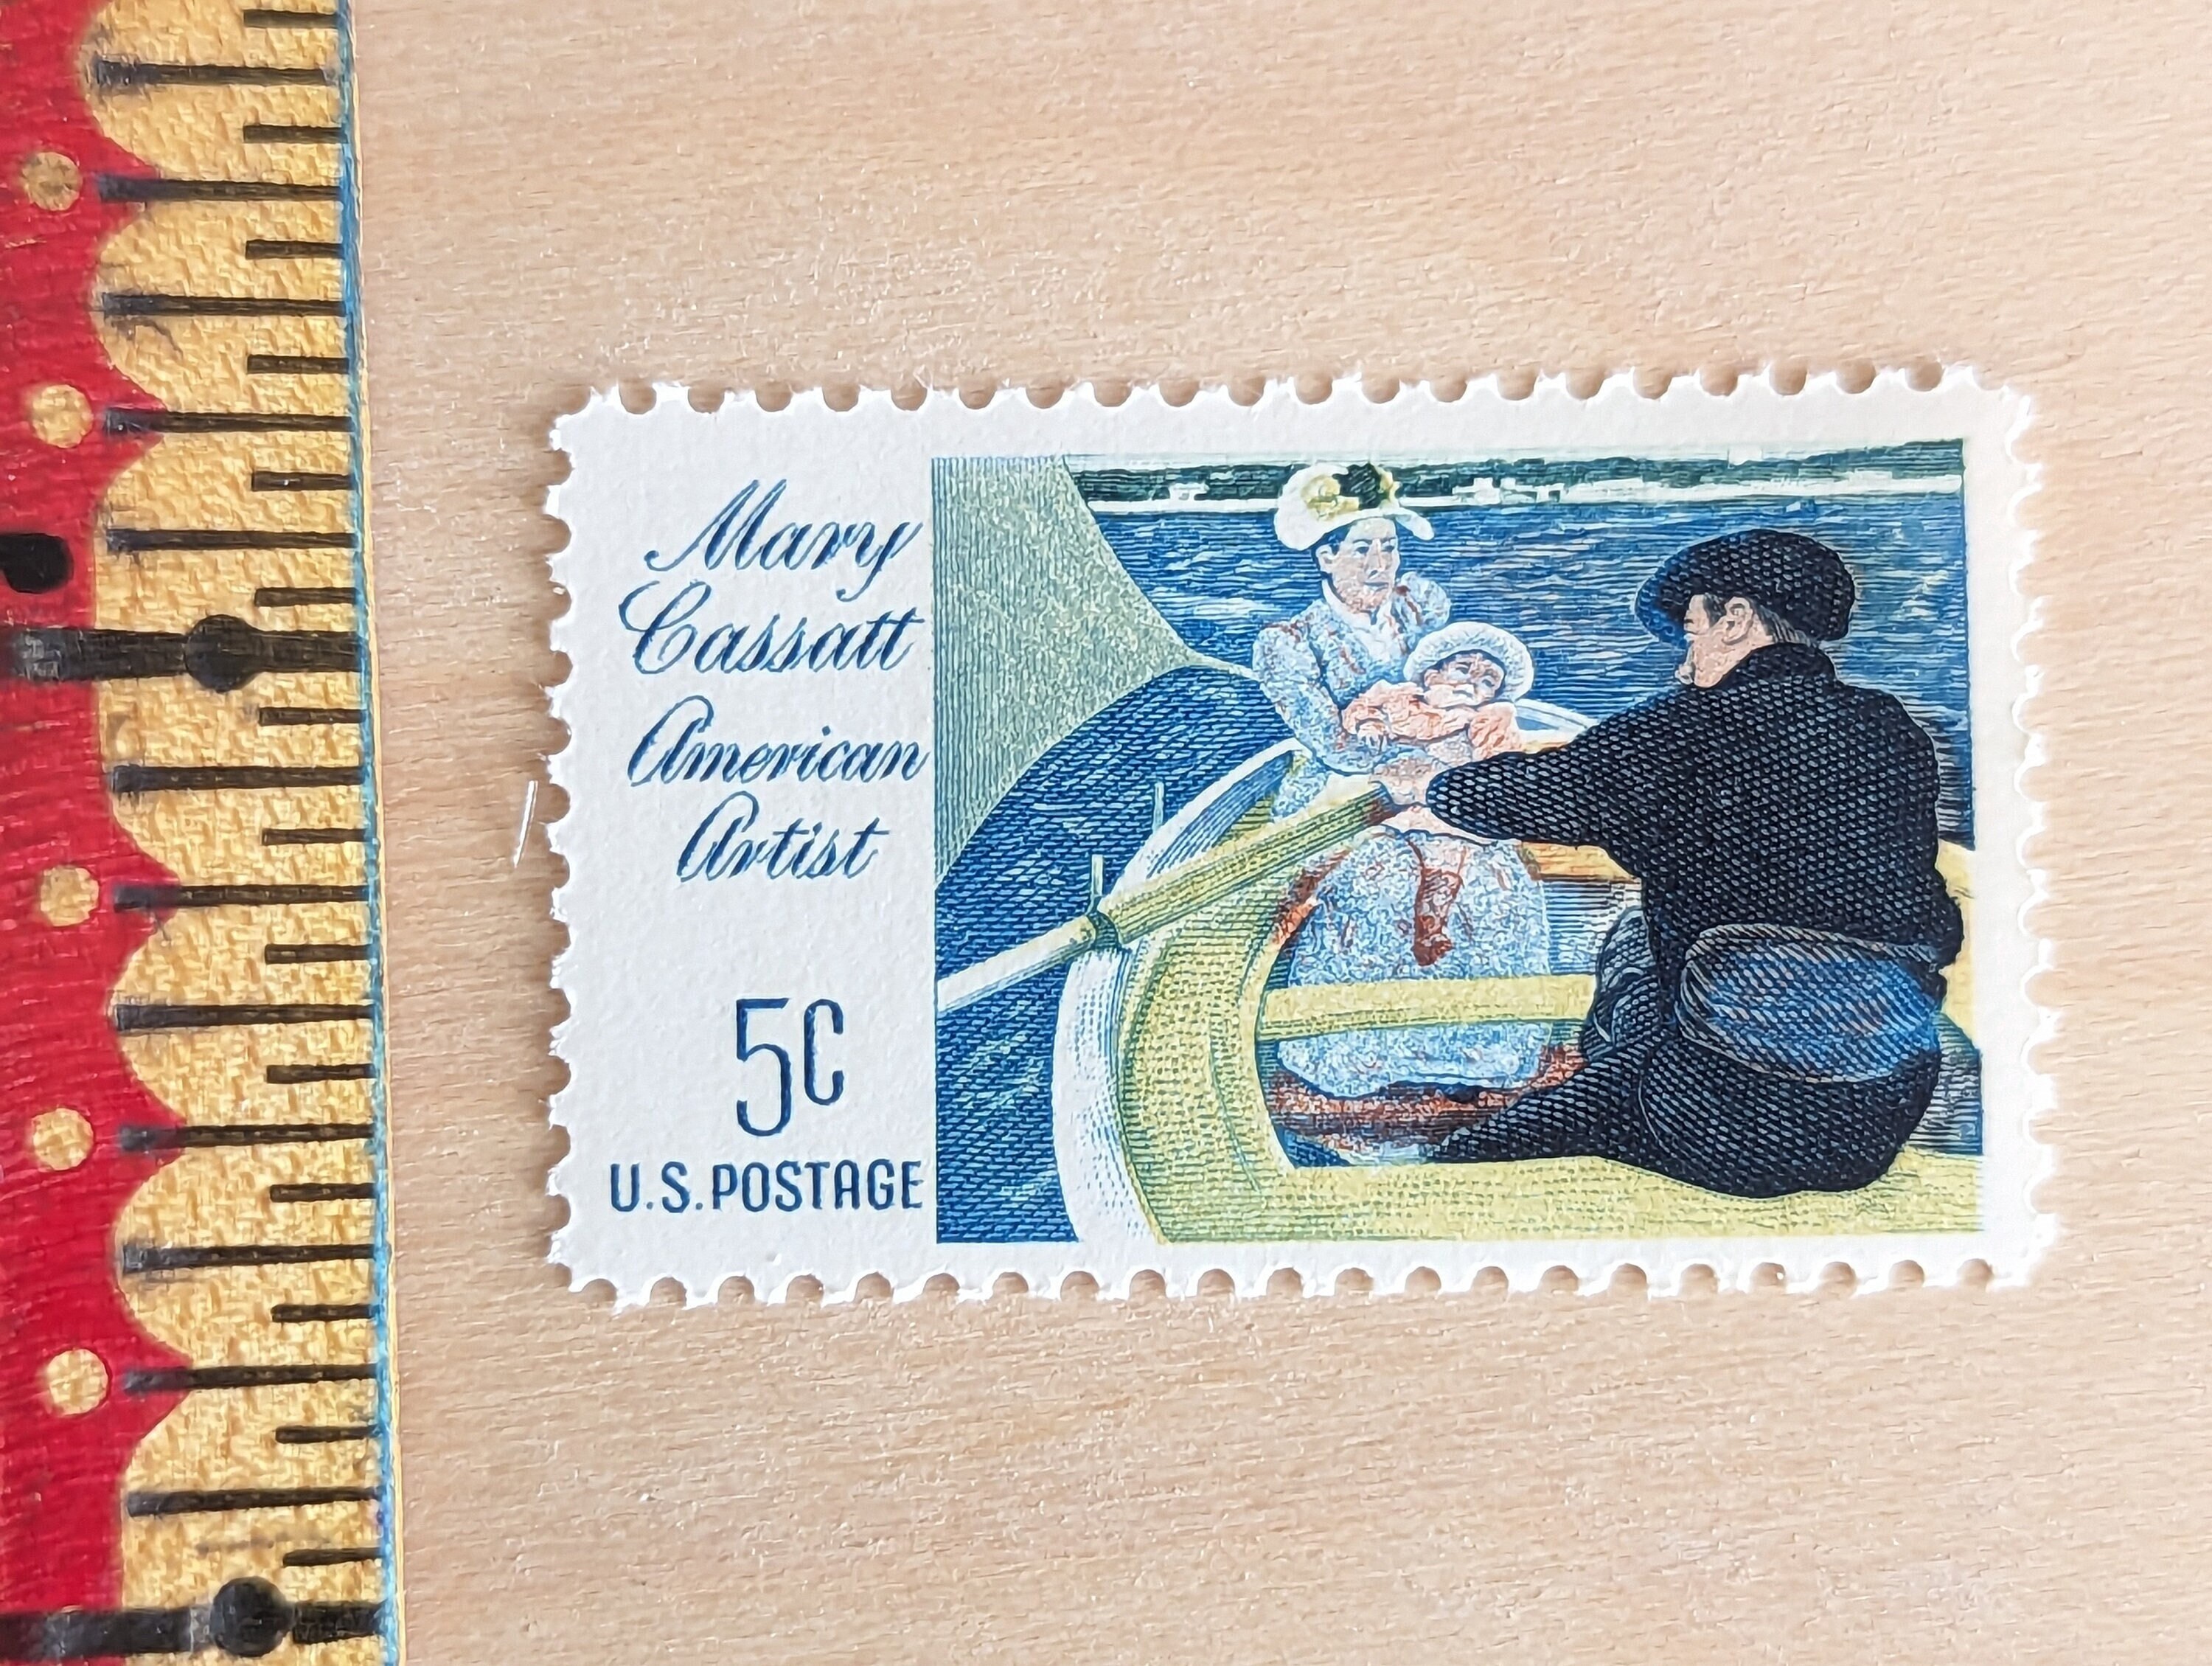 Mary
Cassatt
American
Artist
5c
U.S. POSTAGE